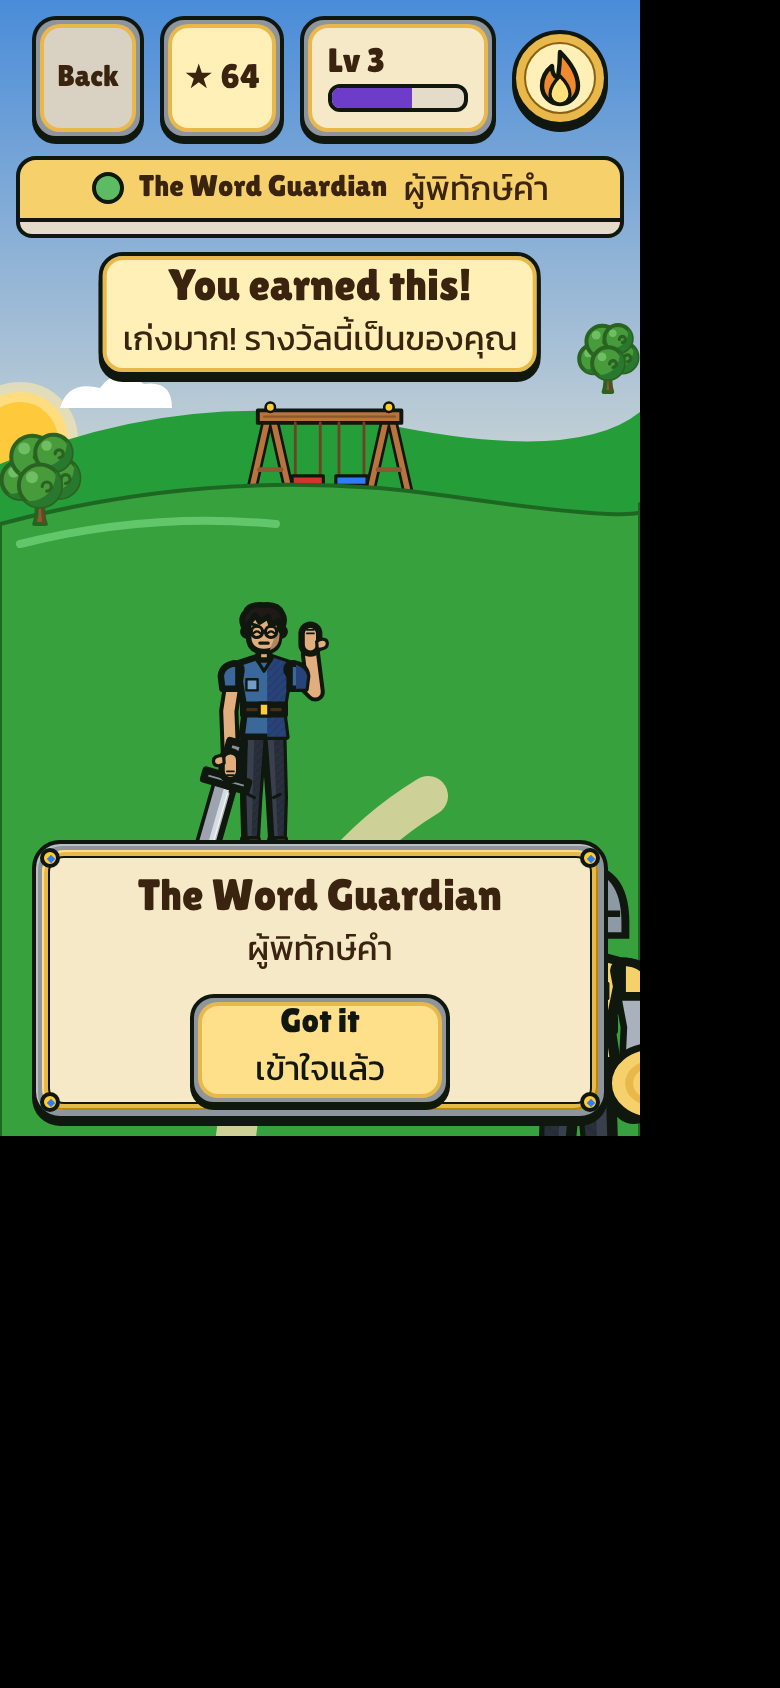 Back
★ 64
Lv 3
The Word Guardian ผู้พิทักษ์คำ
You earned this!
เก่งมาก! รางวัลนี้เป็นของคุณ
The Word Guardian
ผู้พิทักษ์คำ
Got it
เข้าใจแล้ว